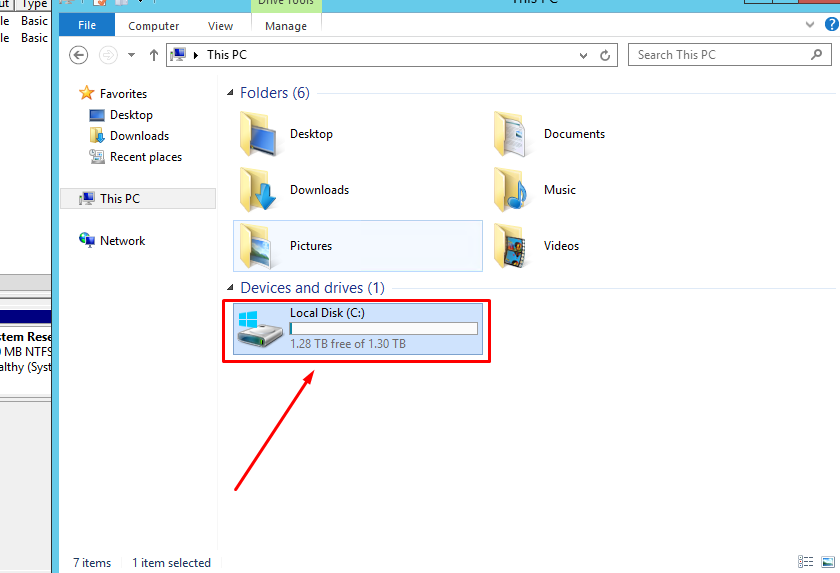 ut Type
le Basic
le Basic
Drive Tools
This PC
File Computer View Manage
This PC
Search This PC
Favorites
Desktop
Downloads
Recent places
This PC
Network
Folders (6)
Desktop
Documents
Downloads
Music
Pictures
Videos
Devices and drives (1)
Local Disk (C:)
1.28 TB free of 1.30 TB
stem Rese
MB NTFS
althy (Syst
7 items 1 item selected